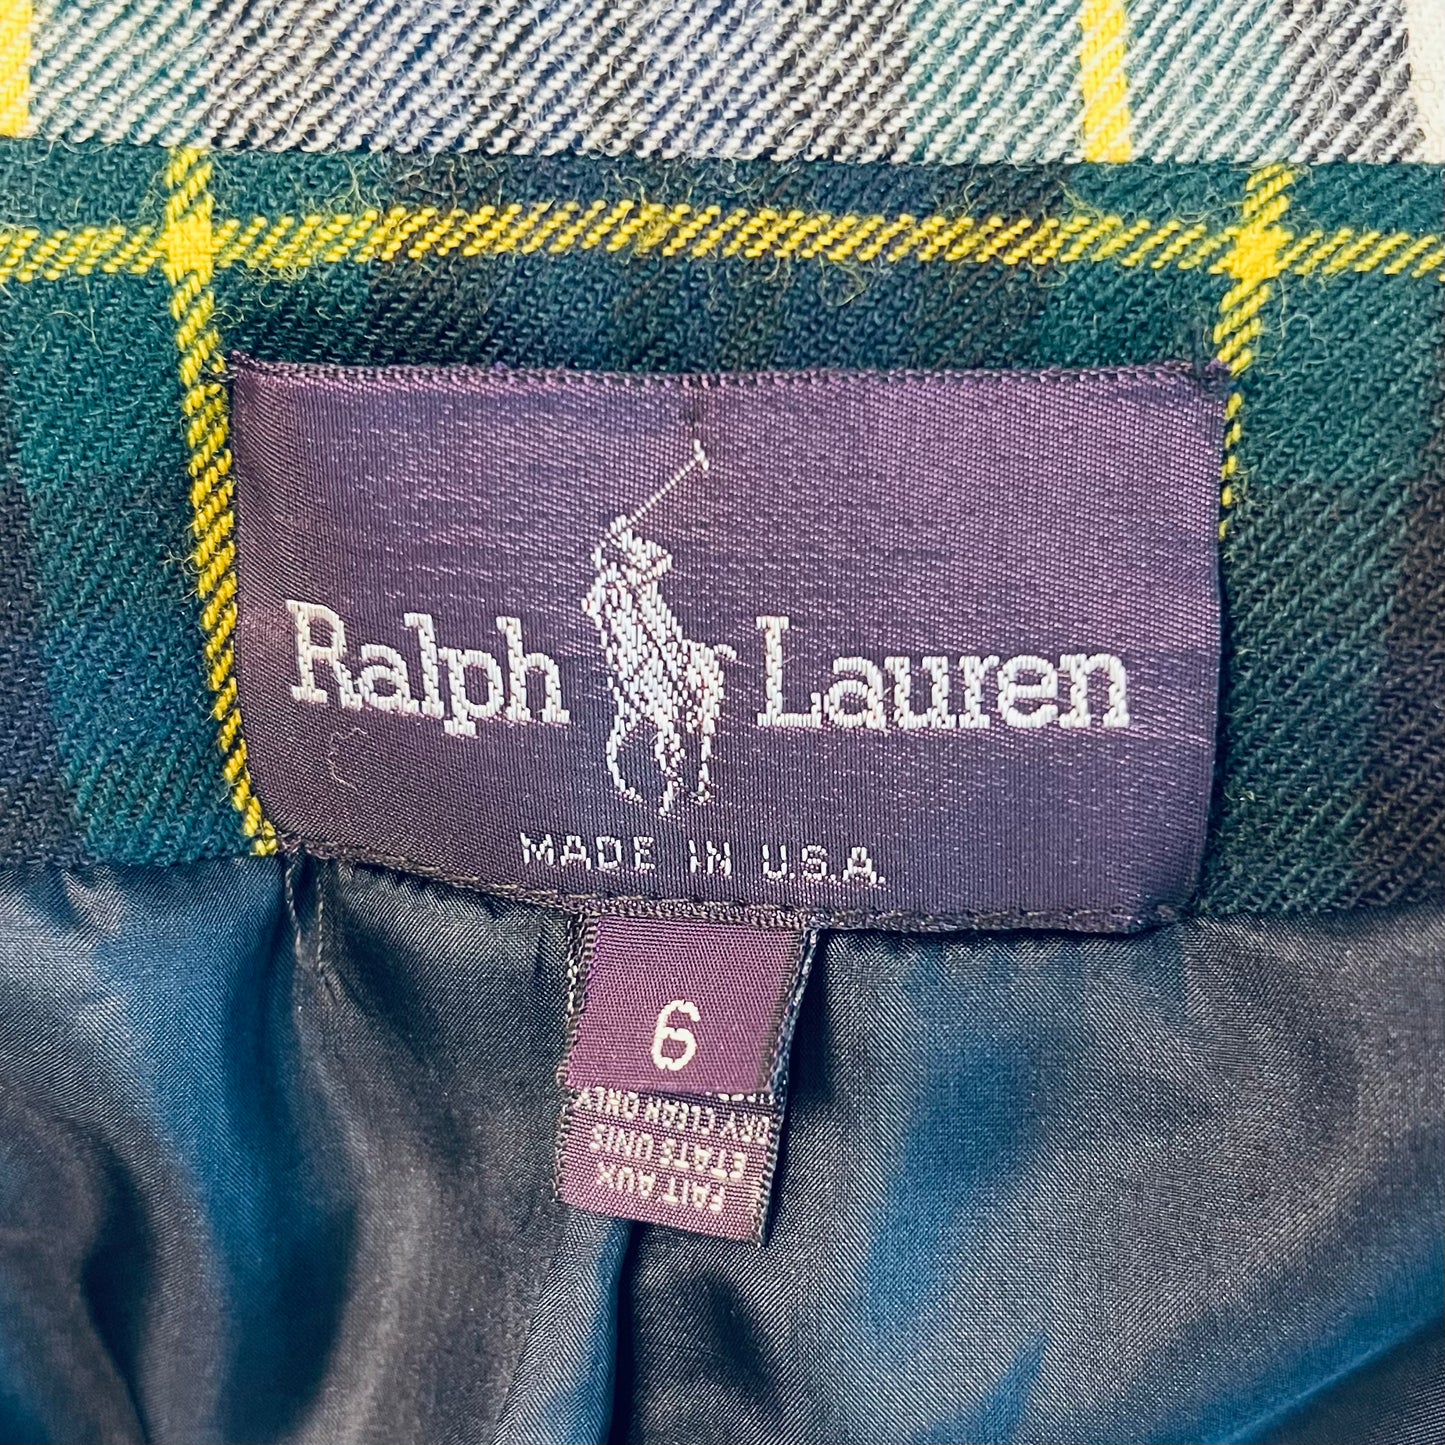 Ralph Lauren
MADE IN U.S.A.
6
DRY CLEAN ONLY
ETATS UNIS
FAIT AUX